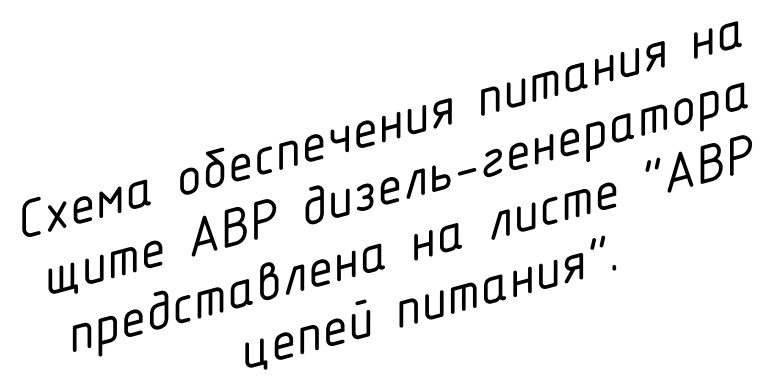 Схема обеспечения питания на
щите АВР дизель-генератора
представлена на листе "АВР
цепей питания".